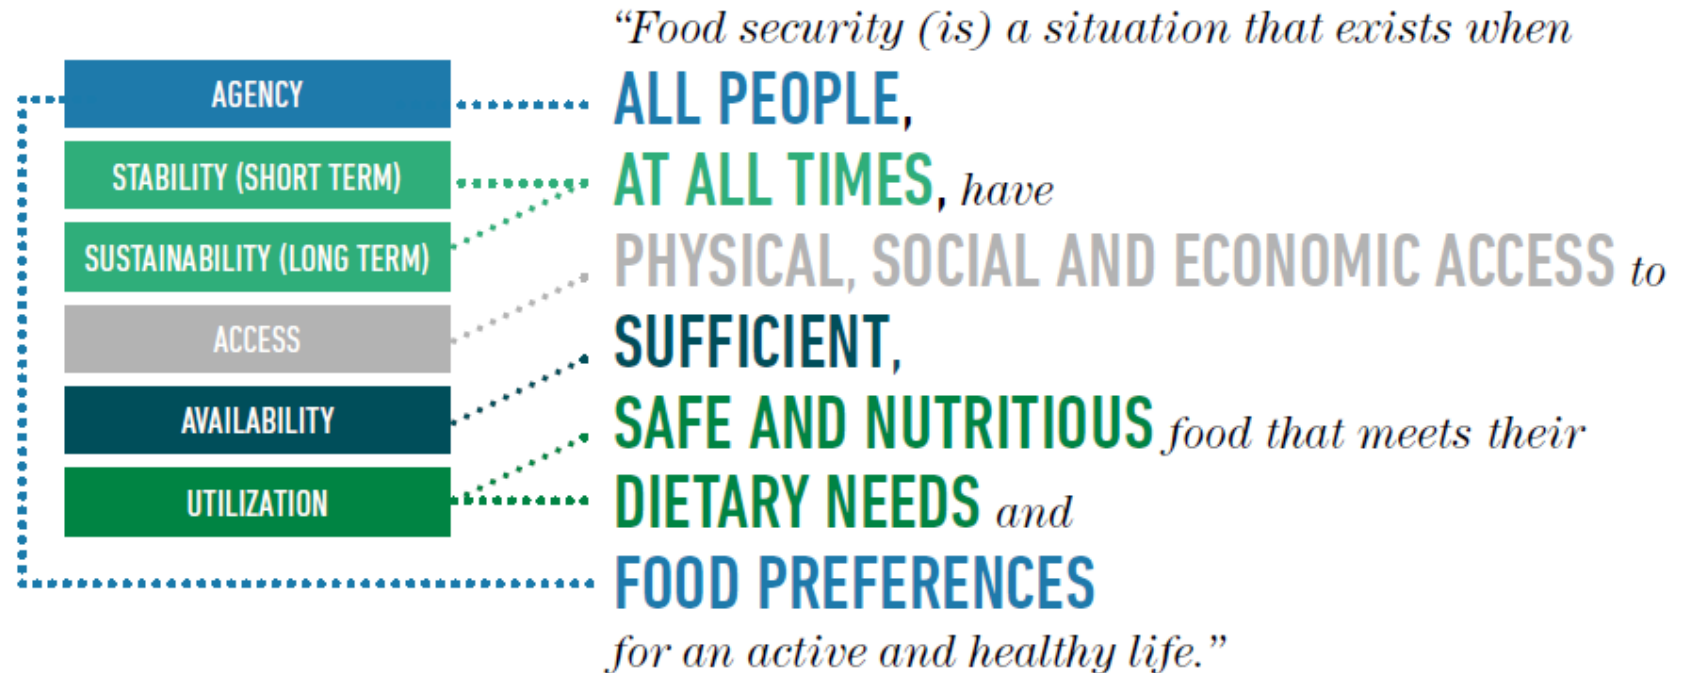 “Food security (is) a situation that exists when
AGENCY
ALL PEOPLE,
STABILITY (SHORT TERM)
AT ALL TIMES, have
SUSTAINABILITY (LONG TERM)
PHYSICAL, SOCIAL AND ECONOMIC ACCESS to
ACCESS
SUFFICIENT,
AVAILABILITY
SAFE AND NUTRITIOUS food that meets their
UTILIZATION
DIETARY NEEDS and
FOOD PREFERENCES
for an active and healthy life.”